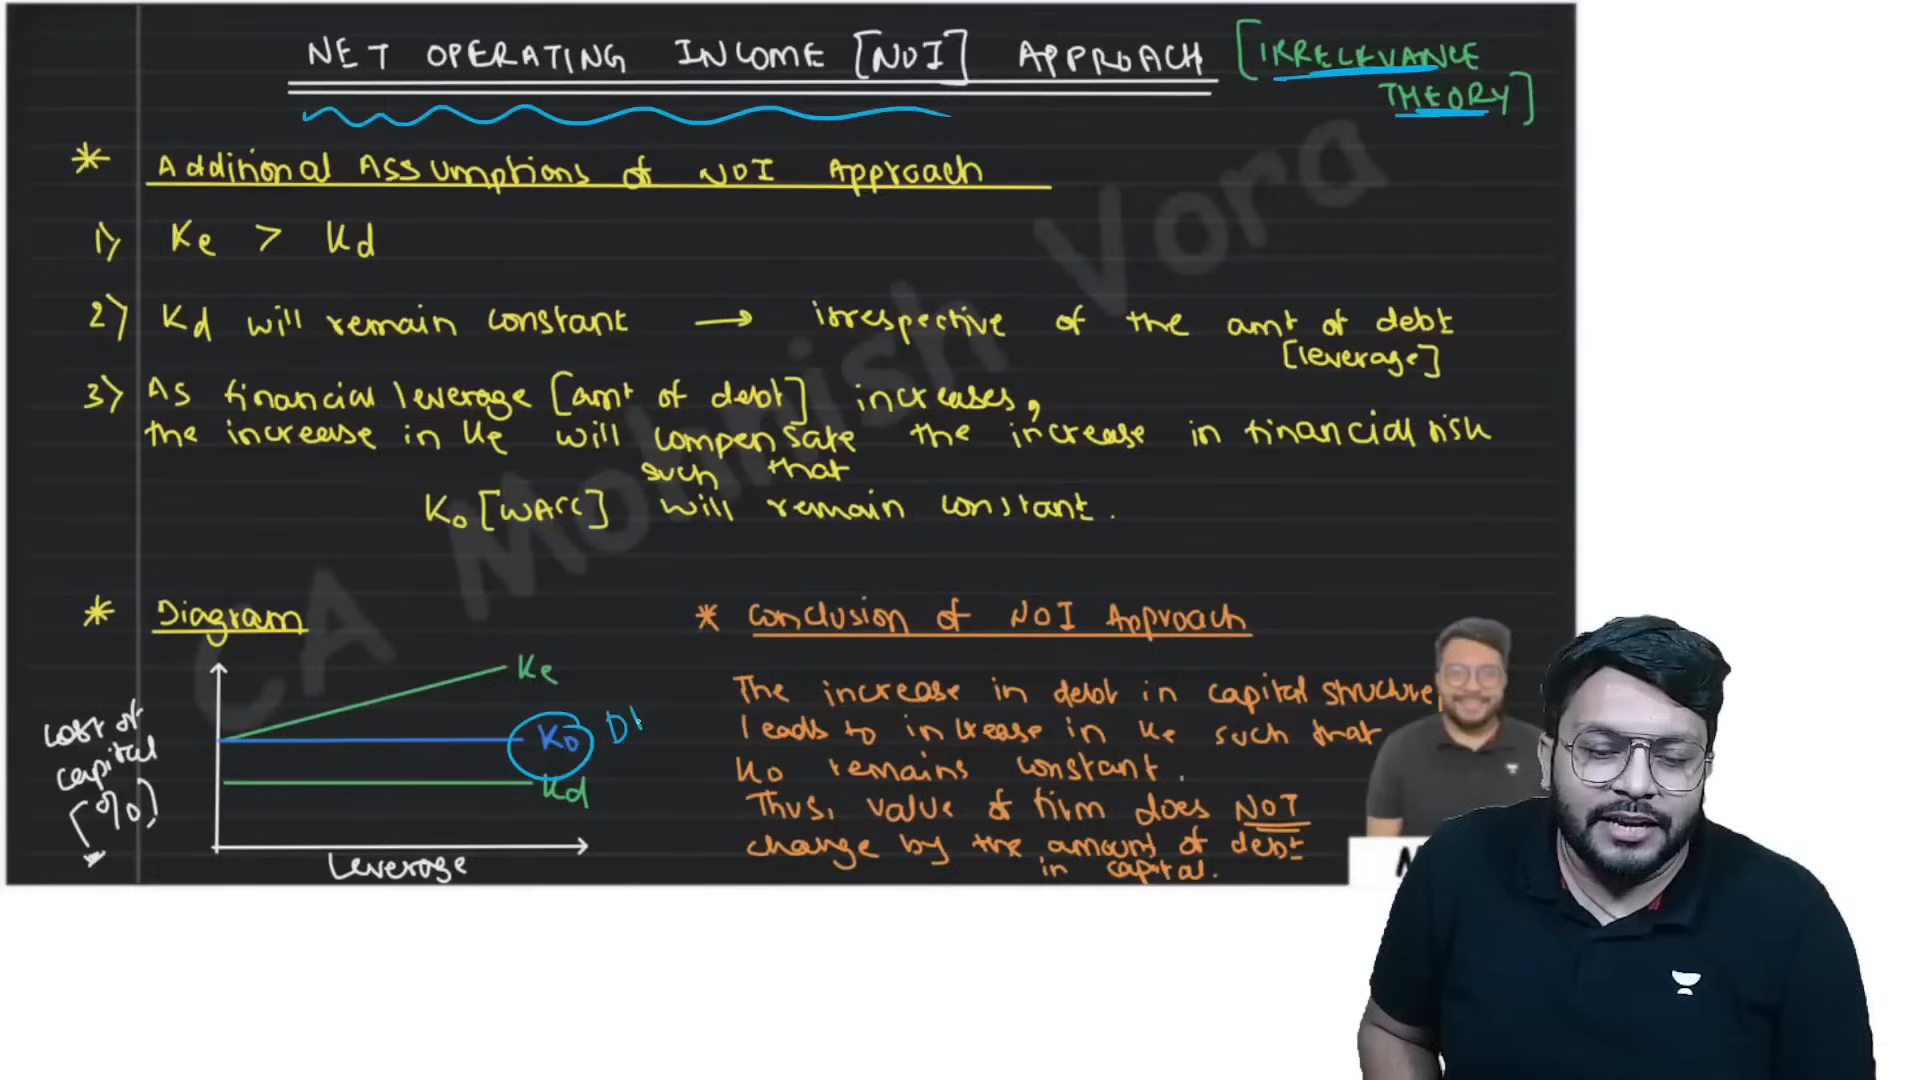 NET OPERATING INCOME [NOI] APPROACH [IRRELEVANCE
THEORY]
* Additional Assumptions of NOI Approach
1) Ke > Kd
2) Kd will remain constant → irrespective of the amt of debt
[leverage]
3) As financial leverage [amt of debt] increases,
the increase in Ke will compensate the increase in financial risk
such that
Ko [WACC] will remain constant.
* Diagram
Ke
Ko
Kd
Cost of
capital
[%]
Leverage
* Conclusion of NOI Approach
The increase in debt in capital structure,
leads to increase in Ke such that
Ko remains constant.
Thus, value of firm does NOT
change by the amount of debt
in capital.
CA Mohnish Vora